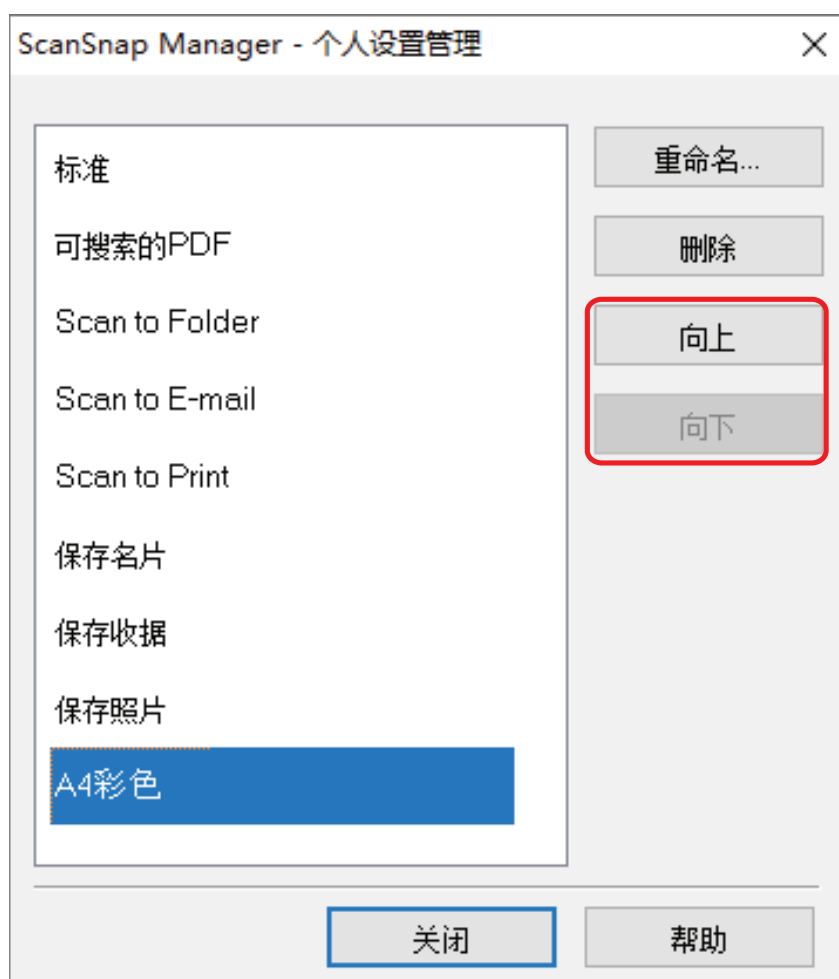 ScanSnap Manager - 个人设置管理
标准
可搜索的PDF
Scan to Folder
Scan to E-mail
Scan to Print
保存名片
保存收据
保存照片
A4彩色
重命名...
删除
向上
向下
关闭
帮助